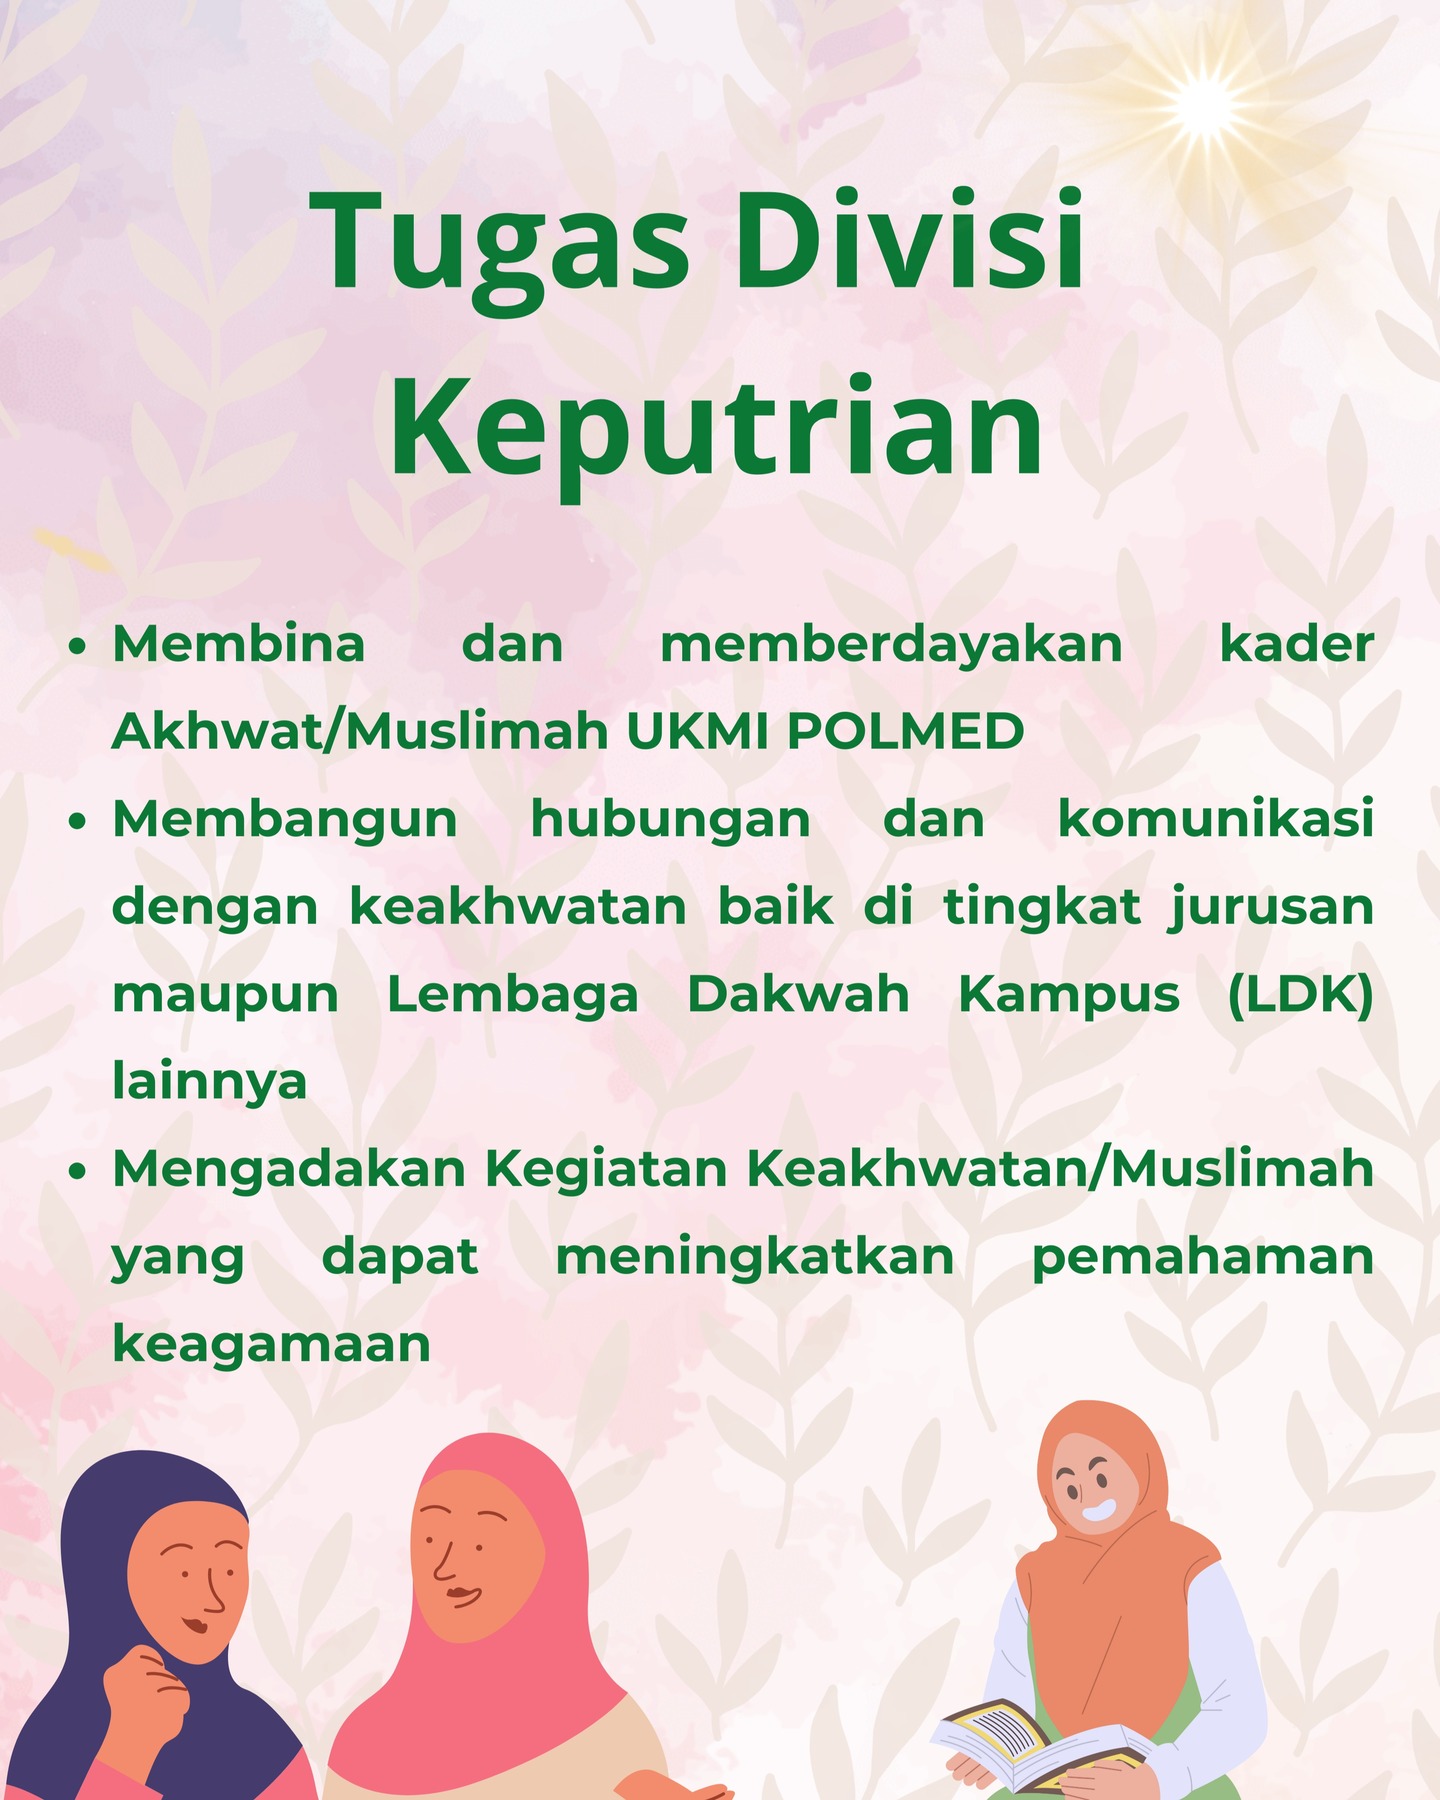 Tugas Divisi
Keputrian
• Membina dan memberdayakan kader
Akhwat/Muslimah UKMI POLMED
• Membangun hubungan dan komunikasi
dengan keakhwatan baik di tingkat jurusan
maupun Lembaga Dakwah Kampus (LDK)
lainnya
• Mengadakan Kegiatan Keakhwatan/Muslimah
yang dapat meningkatkan pemahaman
keagamaan